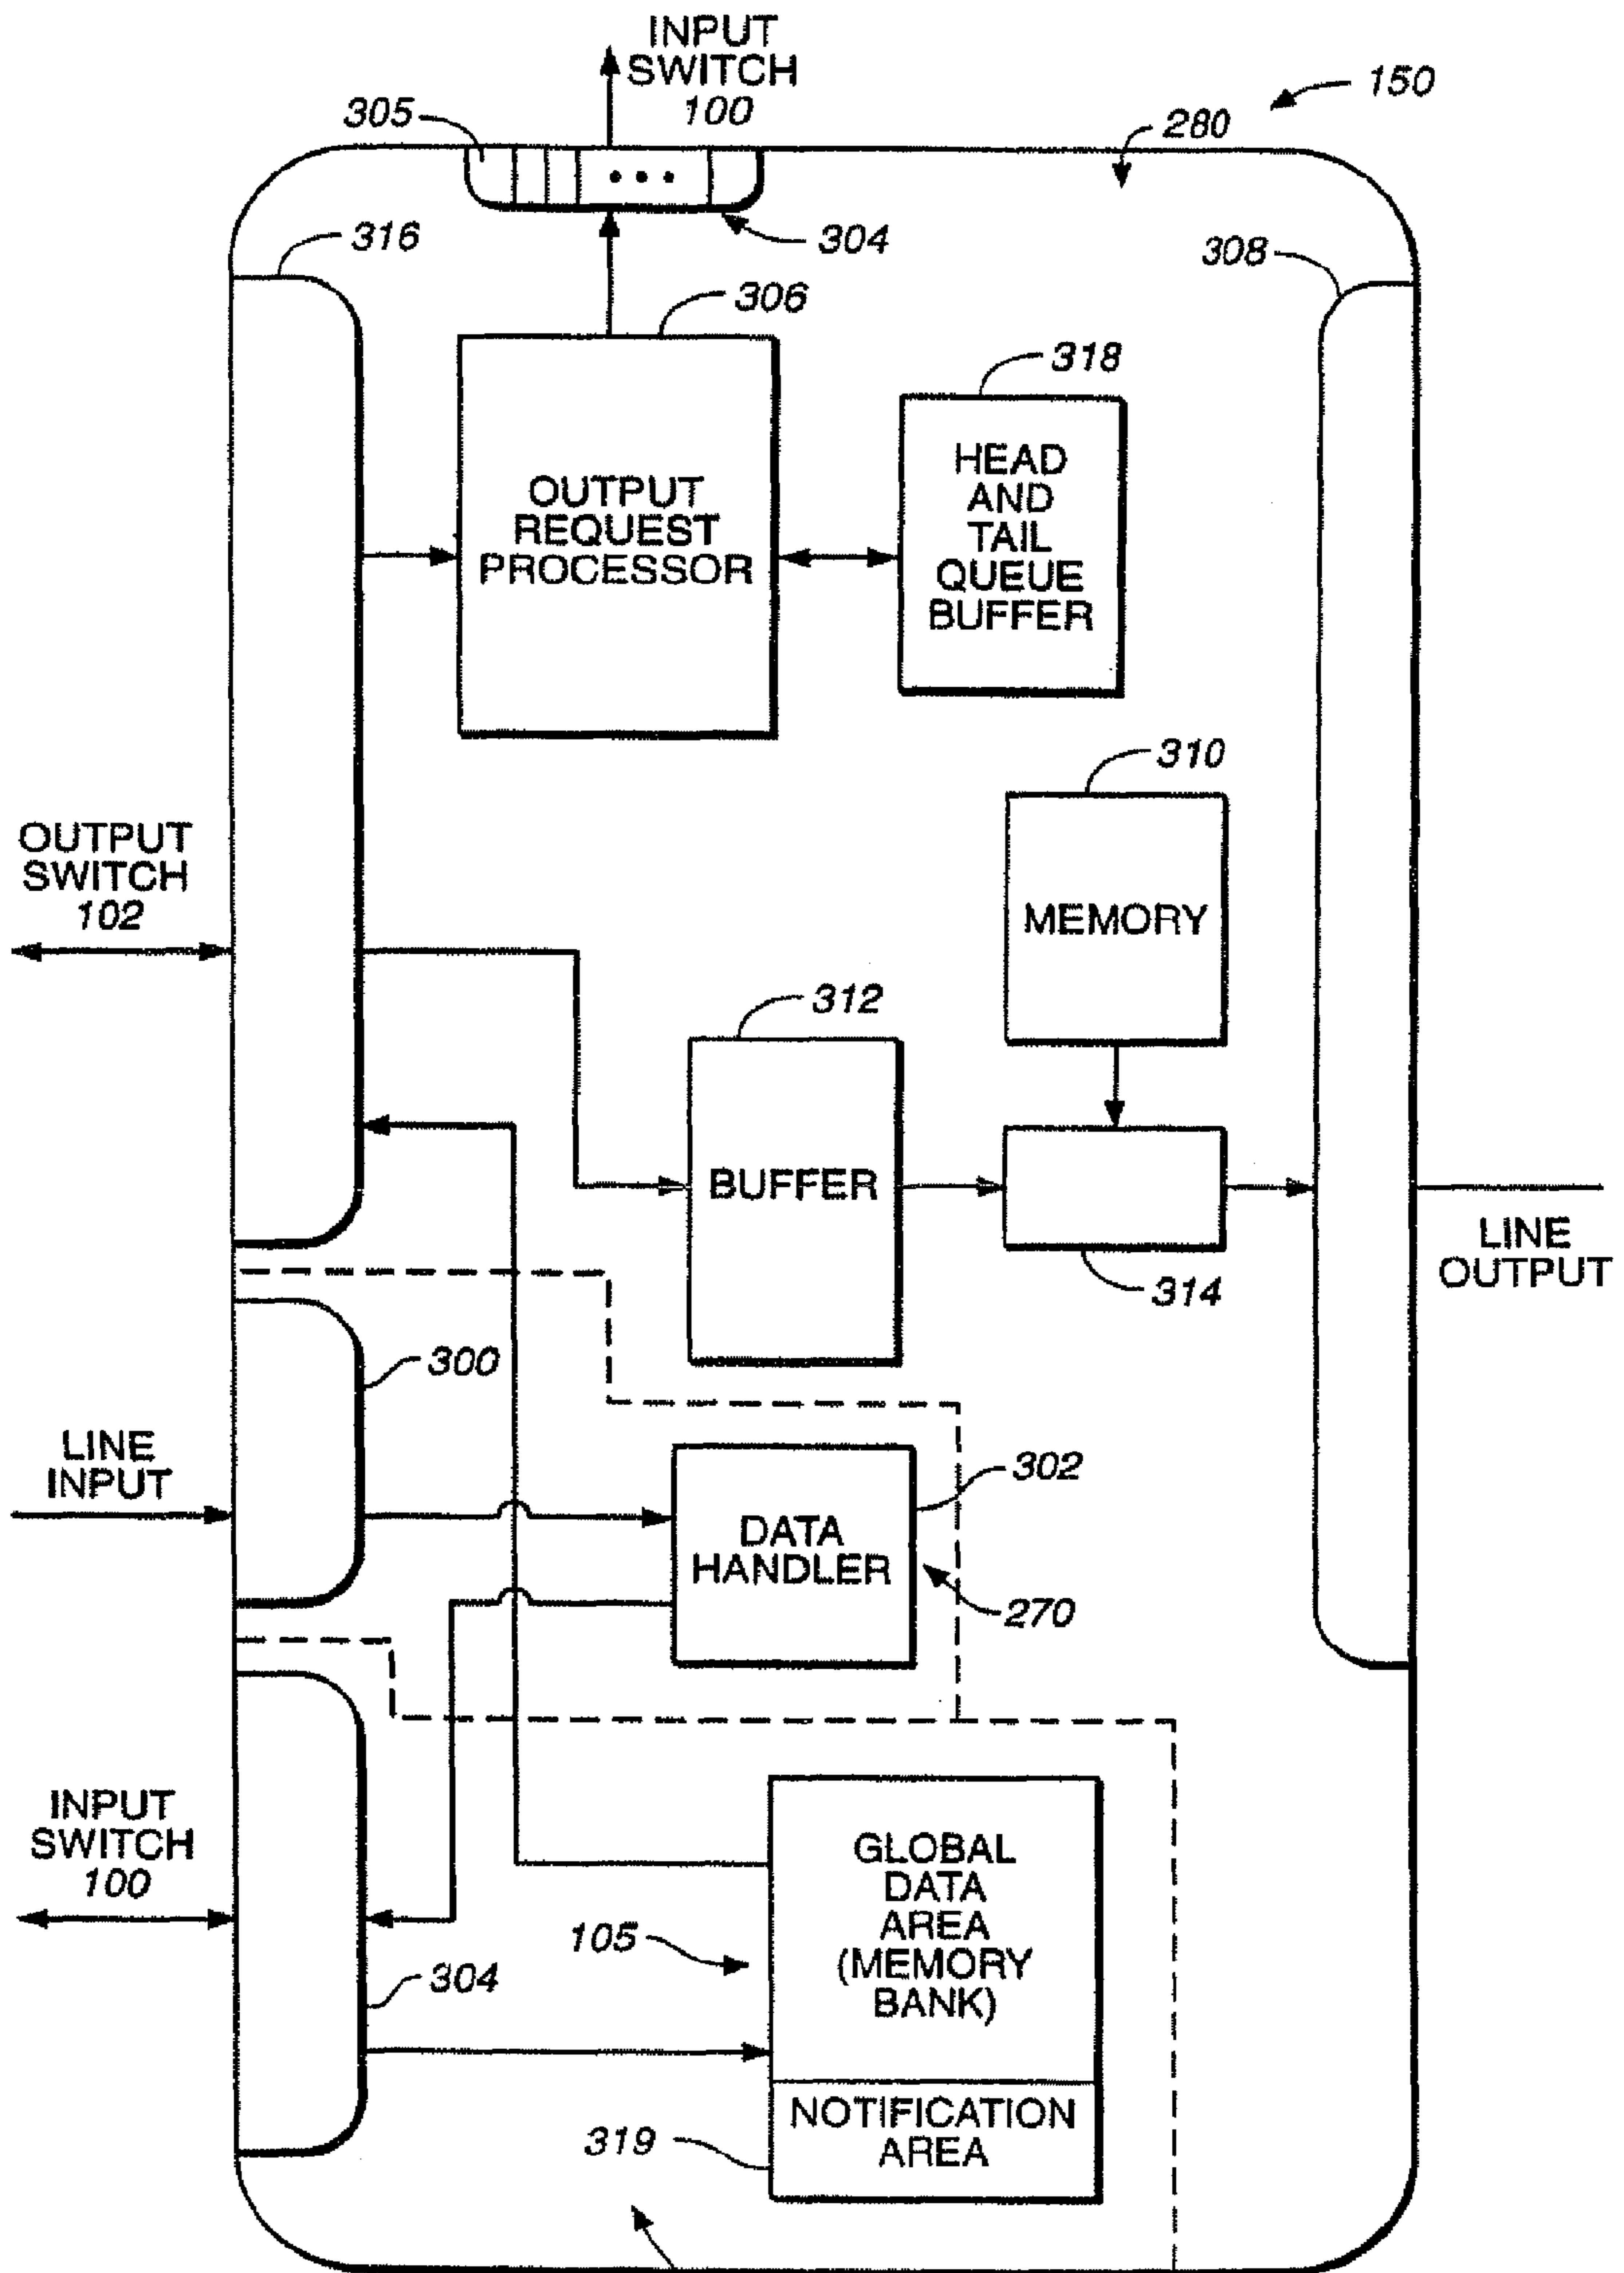 INPUT
SWITCH
100
150
305
280
304
316
308
306
318
HEAD
AND
TAIL
QUEUE
BUFFER
OUTPUT
REQUEST
PROCESSOR
310
OUTPUT
SWITCH
102
MEMORY
312
BUFFER
LINE
OUTPUT
314
300
LINE
INPUT
302
DATA
HANDLER
270
INPUT
SWITCH
100
GLOBAL
DATA
AREA
(MEMORY
BANK)
105
304
NOTIFICATION
AREA
319